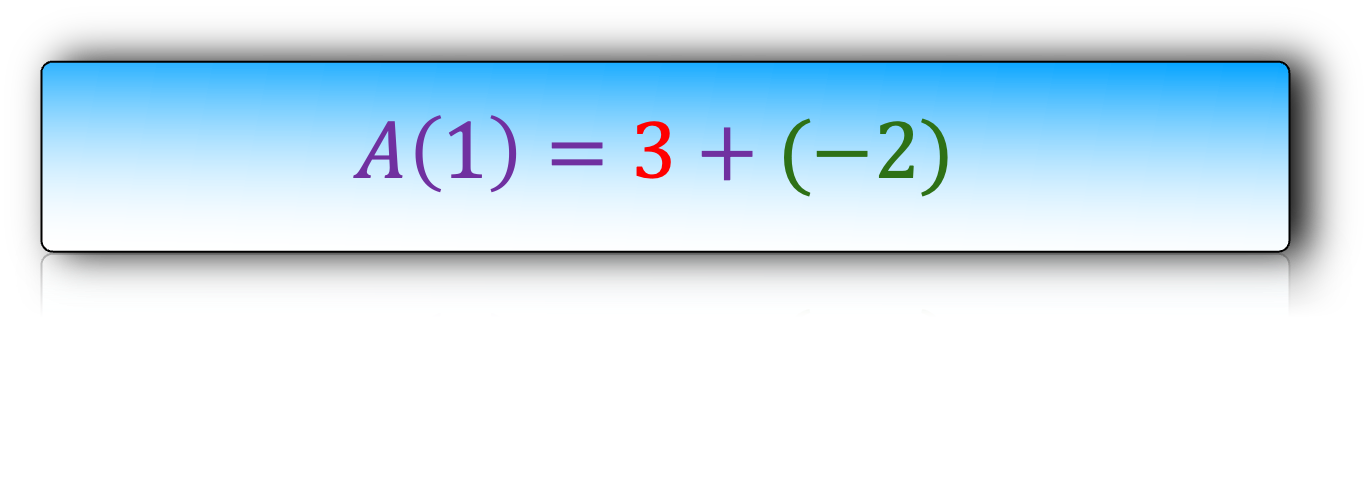 A(1) = 3 + (−2)